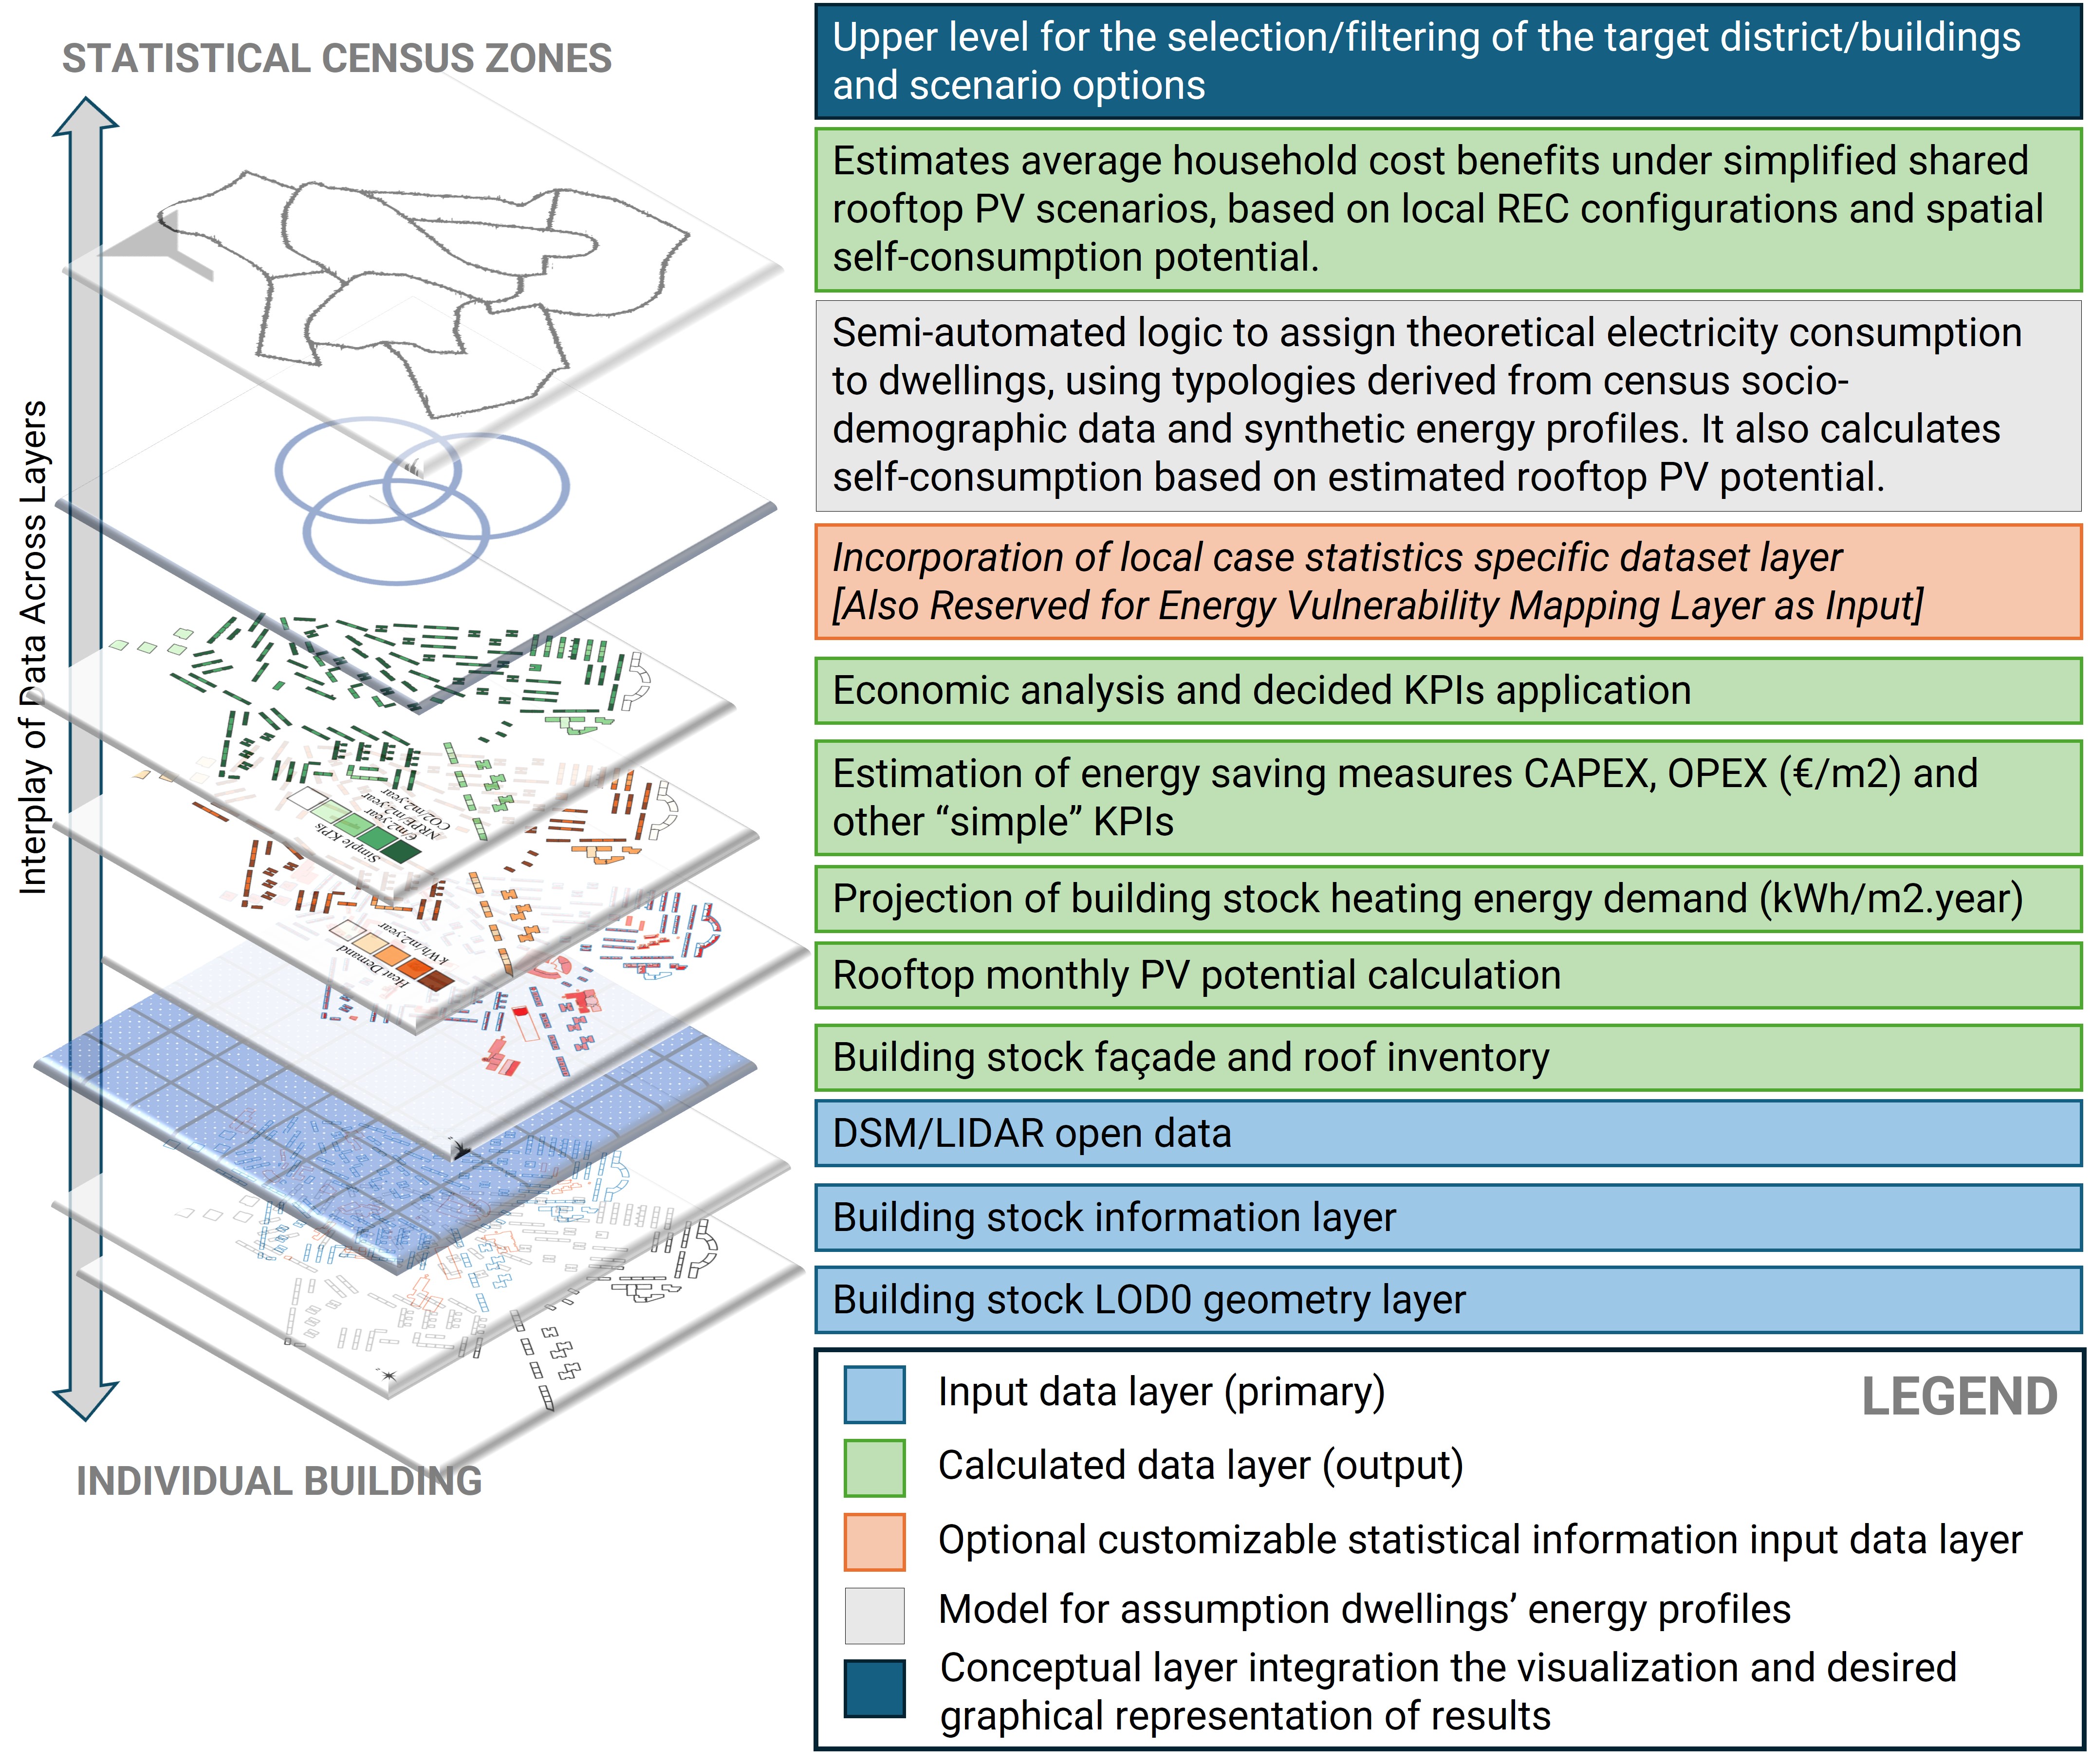 STATISTICAL CENSUS ZONES
Interplay of Data Across Layers
Simple KPIs
€/m2.year
NRPE/m2.year
CO2/m2.year
Heat Demand
kWh/m2.year
INDIVIDUAL BUILDING
Upper level for the selection/filtering of the target district/buildings
and scenario options
Estimates average household cost benefits under simplified shared
rooftop PV scenarios, based on local REC configurations and spatial
self-consumption potential.
Semi-automated logic to assign theoretical electricity consumption
to dwellings, using typologies derived from census socio-
demographic data and synthetic energy profiles. It also calculates
self-consumption based on estimated rooftop PV potential.
Incorporation of local case statistics specific dataset layer
[Also Reserved for Energy Vulnerability Mapping Layer as Input]
Economic analysis and decided KPIs application
Estimation of energy saving measures CAPEX, OPEX (€/m2) and
other “simple” KPIs
Projection of building stock heating energy demand (kWh/m2.year)
Rooftop monthly PV potential calculation
Building stock façade and roof inventory
DSM/LIDAR open data
Building stock information layer
Building stock LOD0 geometry layer
LEGEND
Input data layer (primary)
Calculated data layer (output)
Optional customizable statistical information input data layer
Model for assumption dwellings’ energy profiles
Conceptual layer integration the visualization and desired
graphical representation of results